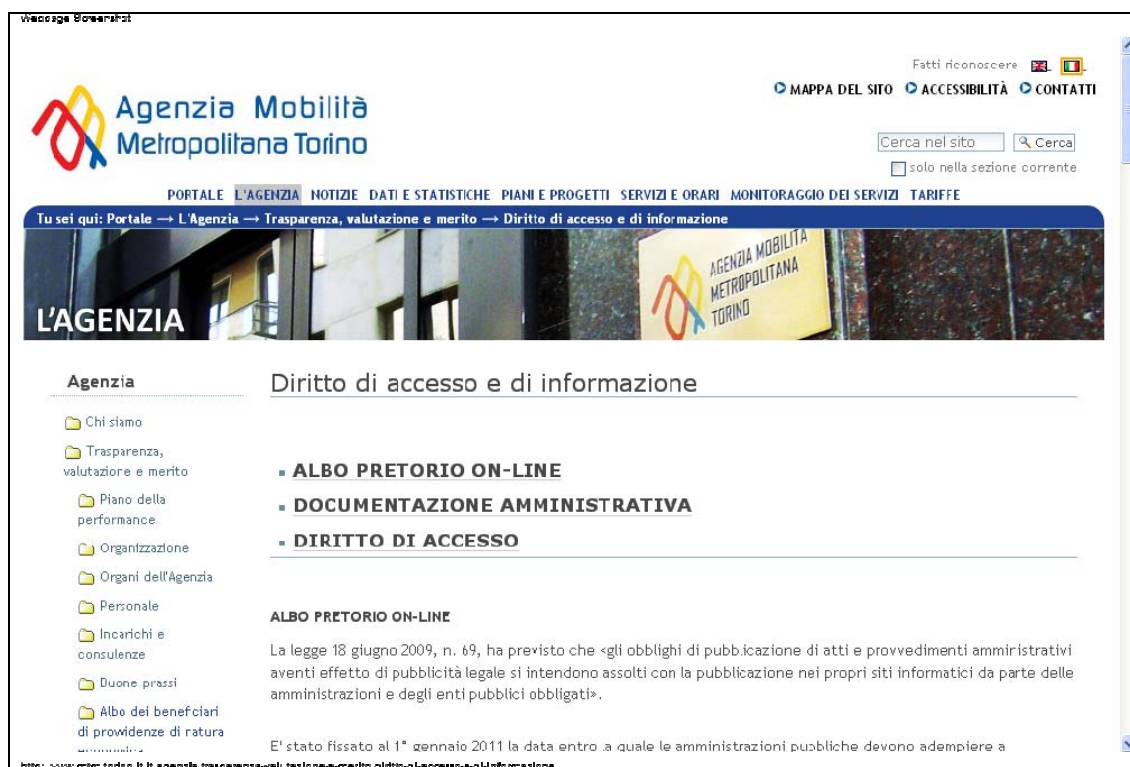 Webpage Screenshot
Fatti riconoscere
MAPPA DEL SITO ACCESSIBILITÀ CONTATTI
Agenzia Mobilità
Metropolitana Torino
Cerca nel sito Cerca
solo nella sezione corrente
PORTALE L'AGENZIA NOTIZIE DATI E STATISTICHE PIANI E PROGETTI SERVIZI E ORARI MONITORAGGIO DEI SERVIZI TARIFFE
Tu sei qui: Portale → L'Agenzia → Trasparenza, valutazione e merito → Diritto di accesso e di informazione
AGENZIA MOBILITÀ
METROPOLITANA
TORINO
L'AGENZIA
Agenzia
Chi siamo
Trasparenza,
valutazione e merito
Piano della
performance
Organizzazione
Organi dell'Agenzia
Personale
Incarichi e
consulenze
Buone prassi
Albo dei beneficiari
di provvidenze di natura
Diritto di accesso e di informazione
ALBO PRETORIO ON-LINE
DOCUMENTAZIONE AMMINISTRATIVA
DIRITTO DI ACCESSO
ALBO PRETORIO ON-LINE
La legge 18 giugno 2009, n. 69, ha previsto che «gli obblighi di pubblicazione di atti e provvedimenti amministrativi
aventi effetto di pubblicità legale si intendono assolti con la pubblicazione nei propri siti informatici da parte delle
amministrazioni e degli enti pubblici obbligati».
E' stato fissato al 1° gennaio 2011 la data entro la quale le amministrazioni pubbliche devono adempiere a